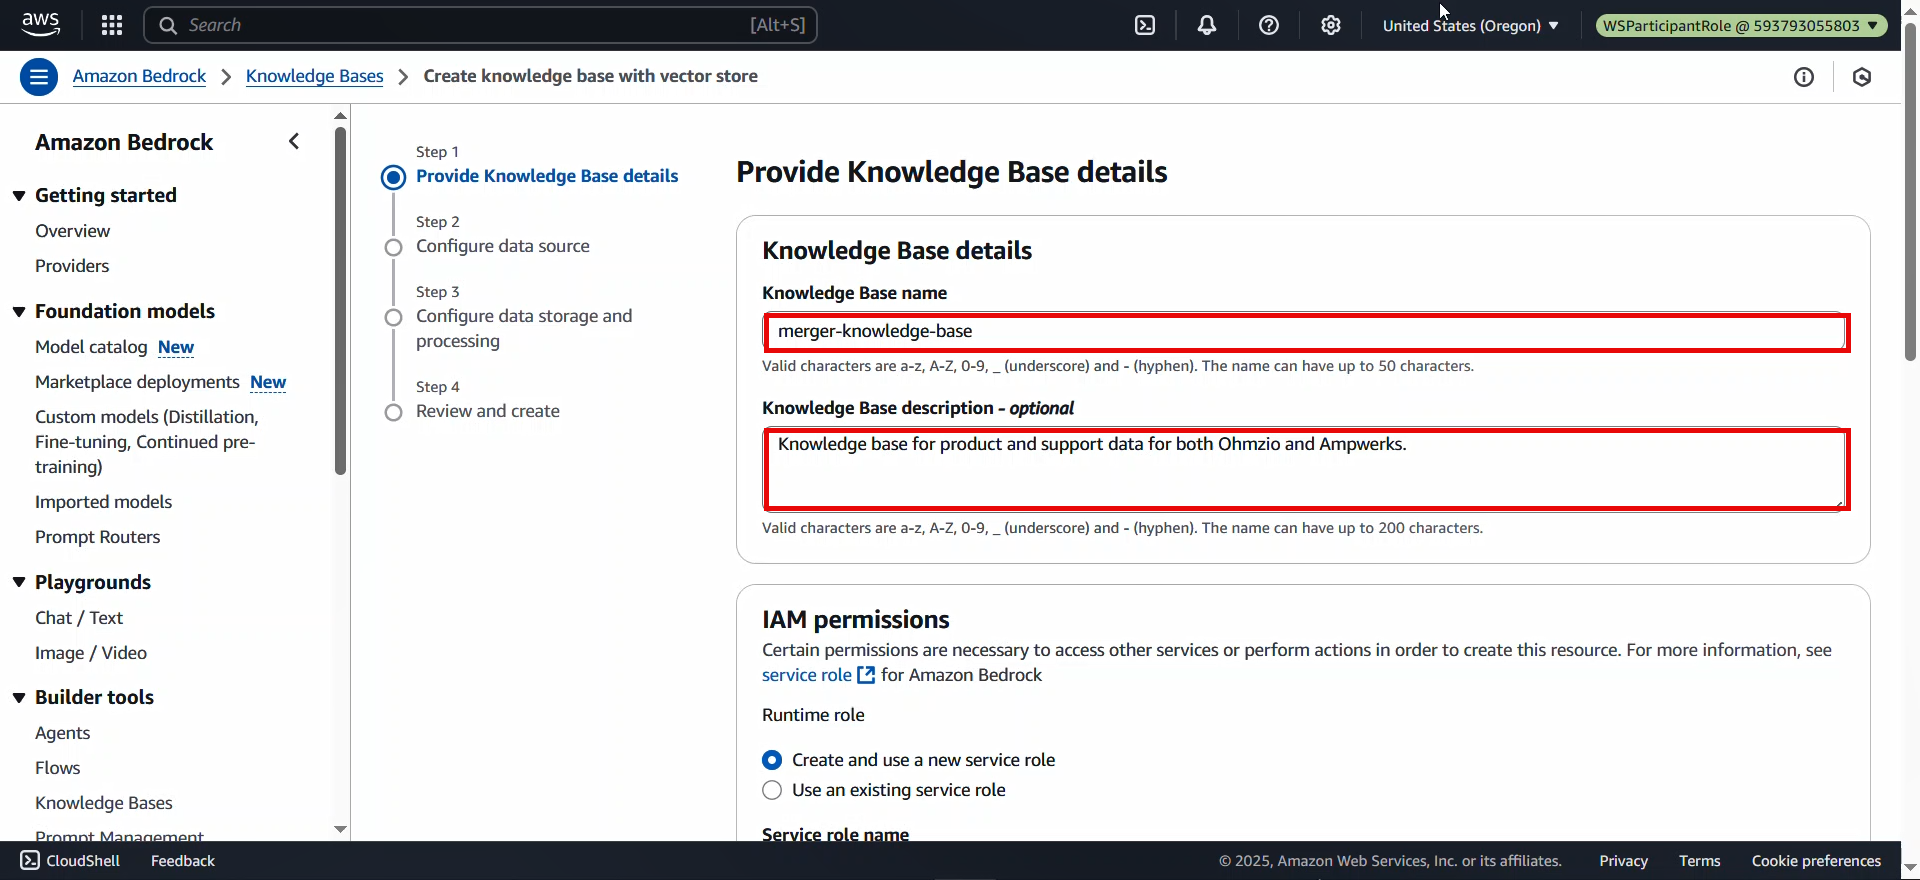 aws
Search
[Alt+S]
United States (Oregon)
WSParticipantRole @ 593793055803
Amazon Bedrock
Knowledge Bases
Create knowledge base with vector store
Amazon Bedrock
Getting started
Overview
Providers
Foundation models
Model catalog New
Marketplace deployments New
Custom models (Distillation,
Fine-tuning, Continued pre-
training)
Imported models
Prompt Routers
Playgrounds
Chat / Text
Image / Video
Builder tools
Agents
Flows
Knowledge Bases
Prompt Management
Step 1
Provide Knowledge Base details
Step 2
Configure data source
Step 3
Configure data storage and
processing
Step 4
Review and create
Provide Knowledge Base details
Knowledge Base details
Knowledge Base name
merger-knowledge-base
Valid characters are a-z, A-Z, 0-9, _ (underscore) and - (hyphen). The name can have up to 50 characters.
Knowledge Base description - optional
Knowledge base for product and support data for both Ohmzio and Ampwerks.
Valid characters are a-z, A-Z, 0-9, _ (underscore) and - (hyphen). The name can have up to 200 characters.
IAM permissions
Certain permissions are necessary to access other services or perform actions in order to create this resource. For more information, see
service role for Amazon Bedrock
Runtime role
Create and use a new service role
Use an existing service role
Service role name
CloudShell
Feedback
© 2025, Amazon Web Services, Inc. or its affiliates.
Privacy
Terms
Cookie preferences